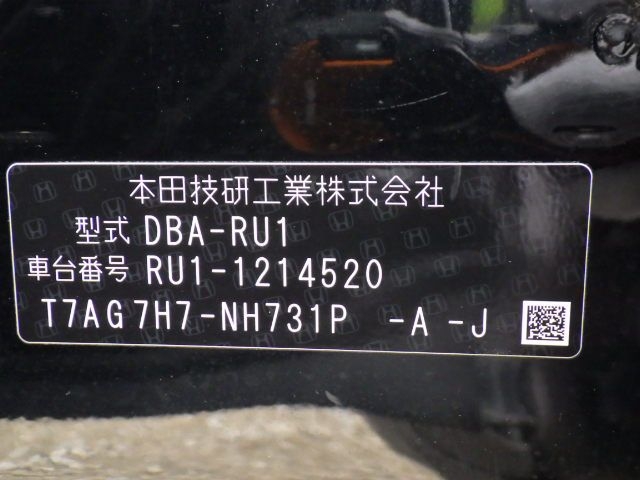 本田技研工業株式会社
型式 DBA-RU1
車台番号 RU1-1214520
T7AG7H7-NH731P -A -J